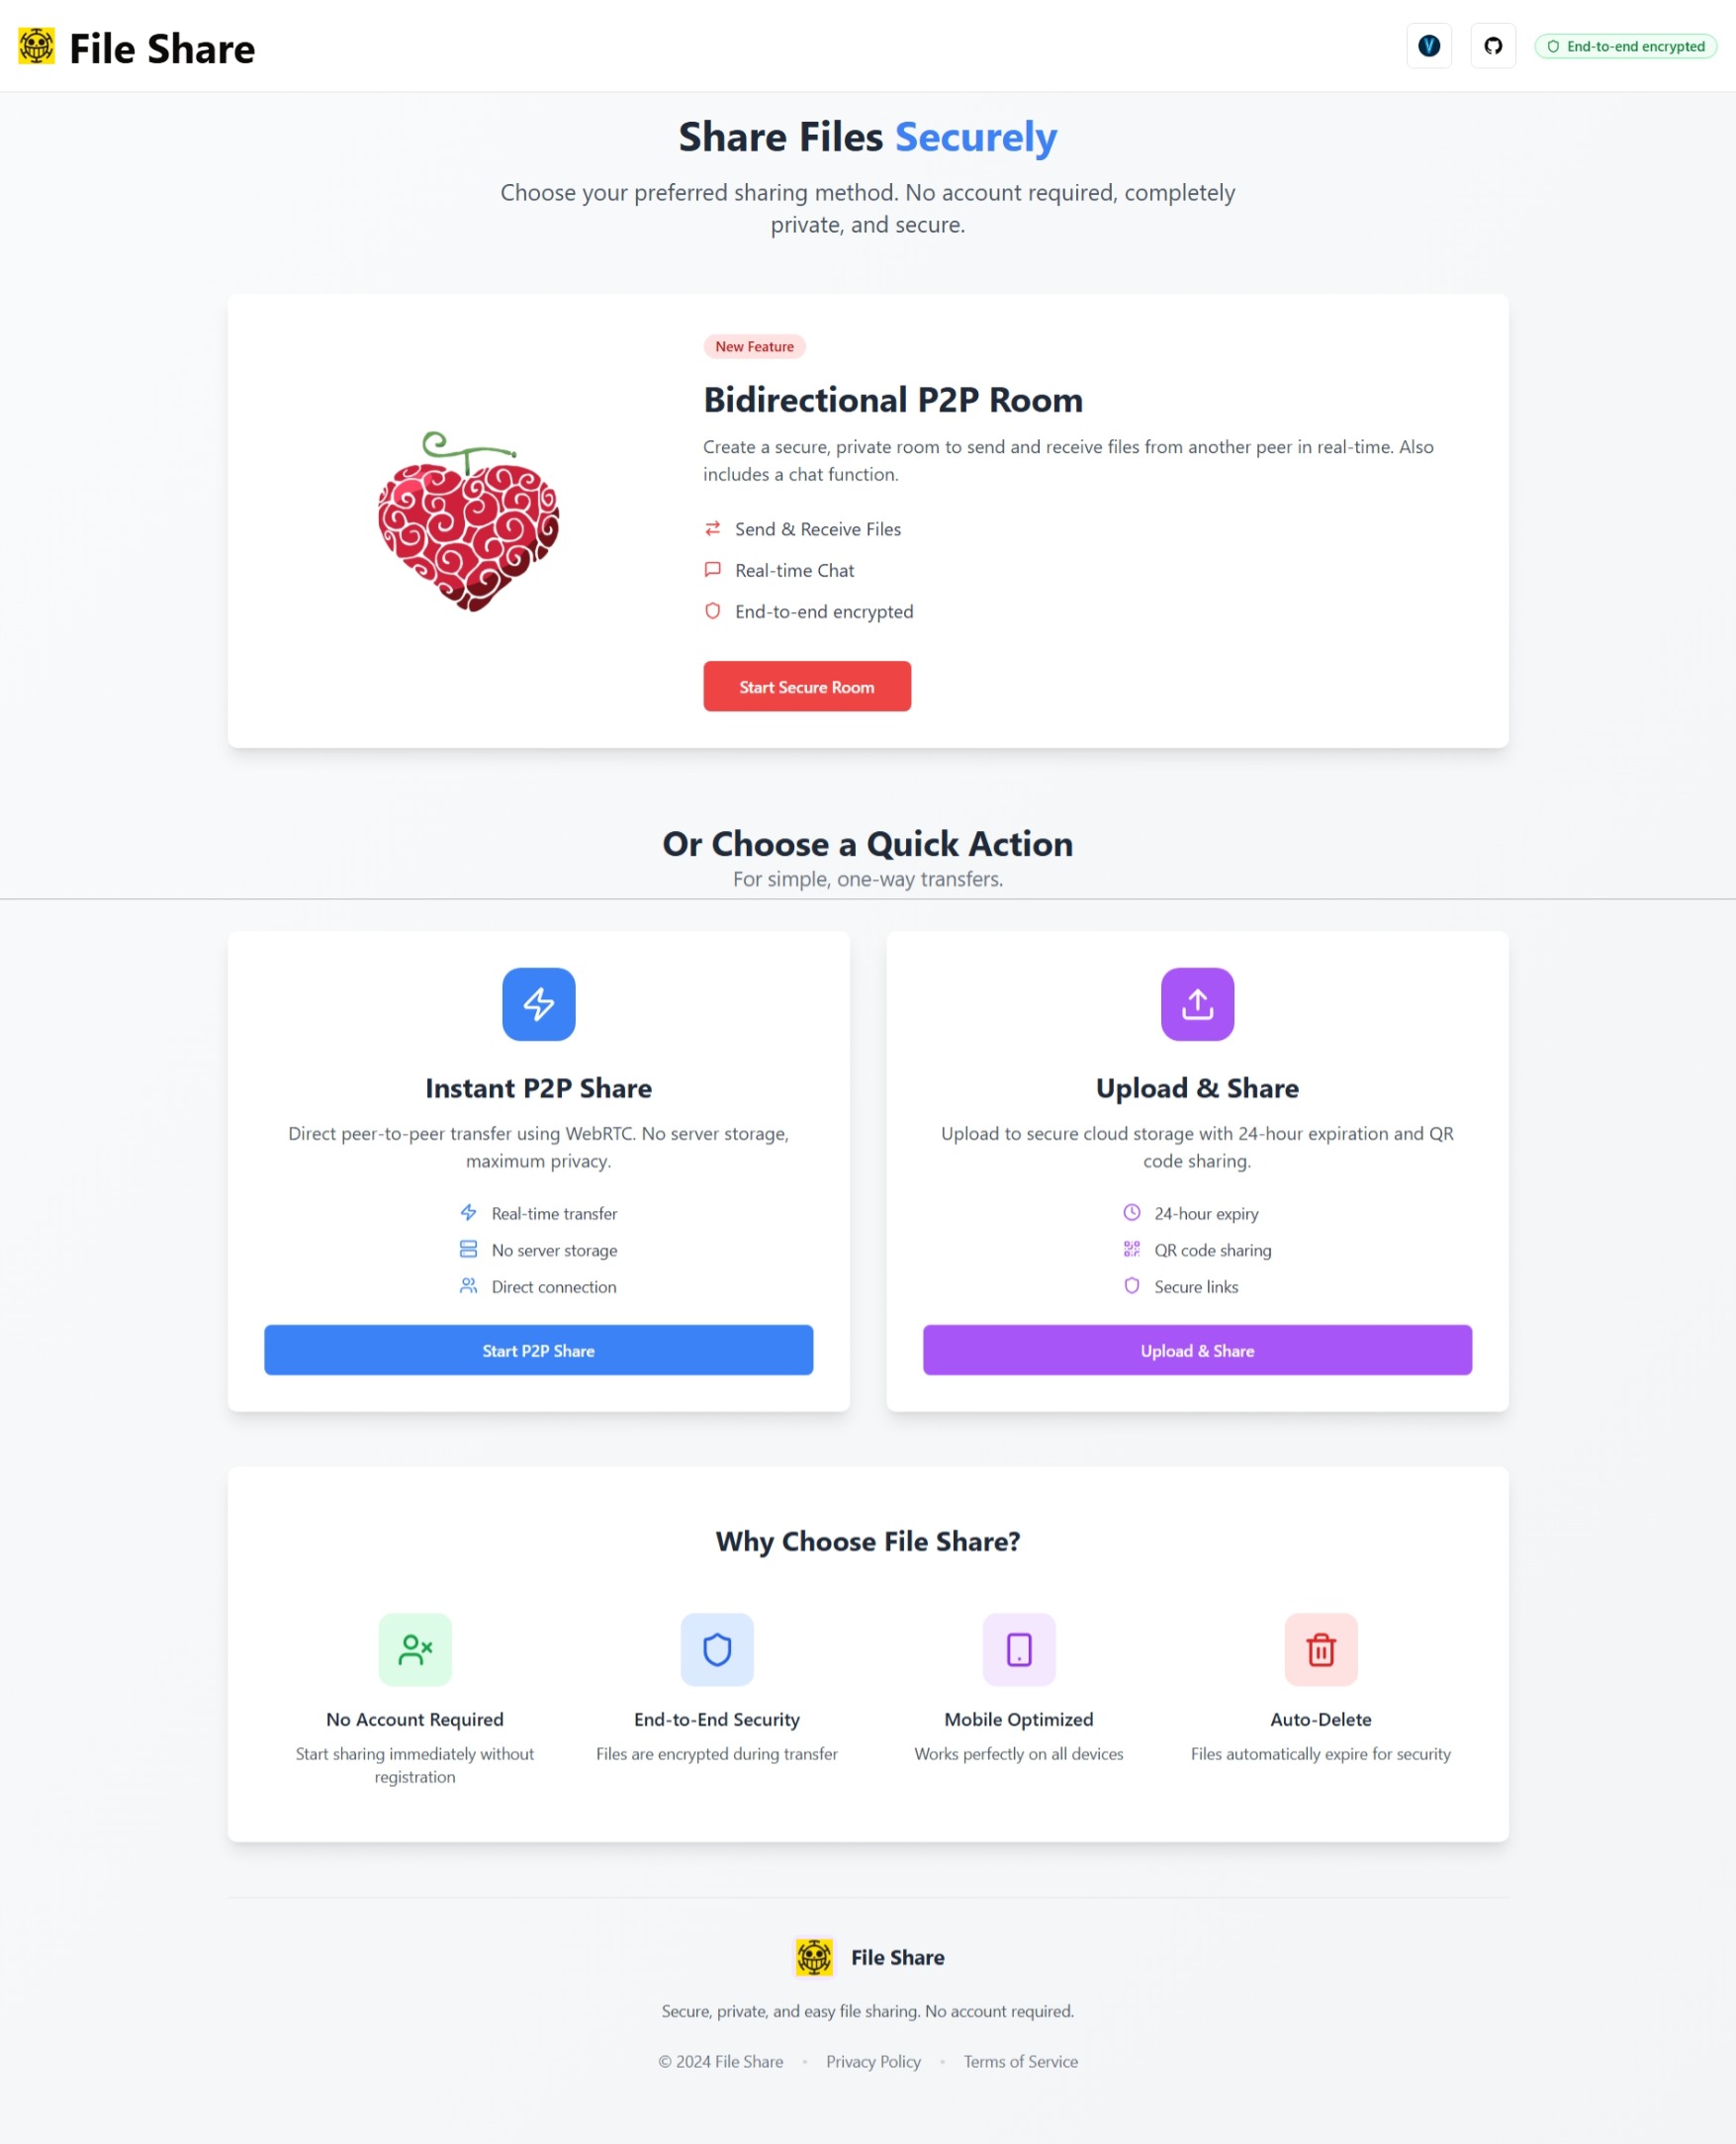 File Share
V
End-to-end encrypted
Share Files Securely
Choose your preferred sharing method. No account required, completely
private, and secure.
New Feature
Bidirectional P2P Room
Create a secure, private room to send and receive files from another peer in real-time. Also
includes a chat function.
Send & Receive Files
Real-time Chat
End-to-end encrypted
Start Secure Room
Or Choose a Quick Action
For simple, one-way transfers.
Instant P2P Share
Direct peer-to-peer transfer using WebRTC. No server storage,
maximum privacy.
Real-time transfer
No server storage
Direct connection
Start P2P Share
Upload & Share
Upload to secure cloud storage with 24-hour expiration and QR
code sharing.
24-hour expiry
QR code sharing
Secure links
Upload & Share
Why Choose File Share?
No Account Required
Start sharing immediately without
registration
End-to-End Security
Files are encrypted during transfer
Mobile Optimized
Works perfectly on all devices
Auto-Delete
Files automatically expire for security
File Share
Secure, private, and easy file sharing. No account required.
© 2024 File Share • Privacy Policy • Terms of Service